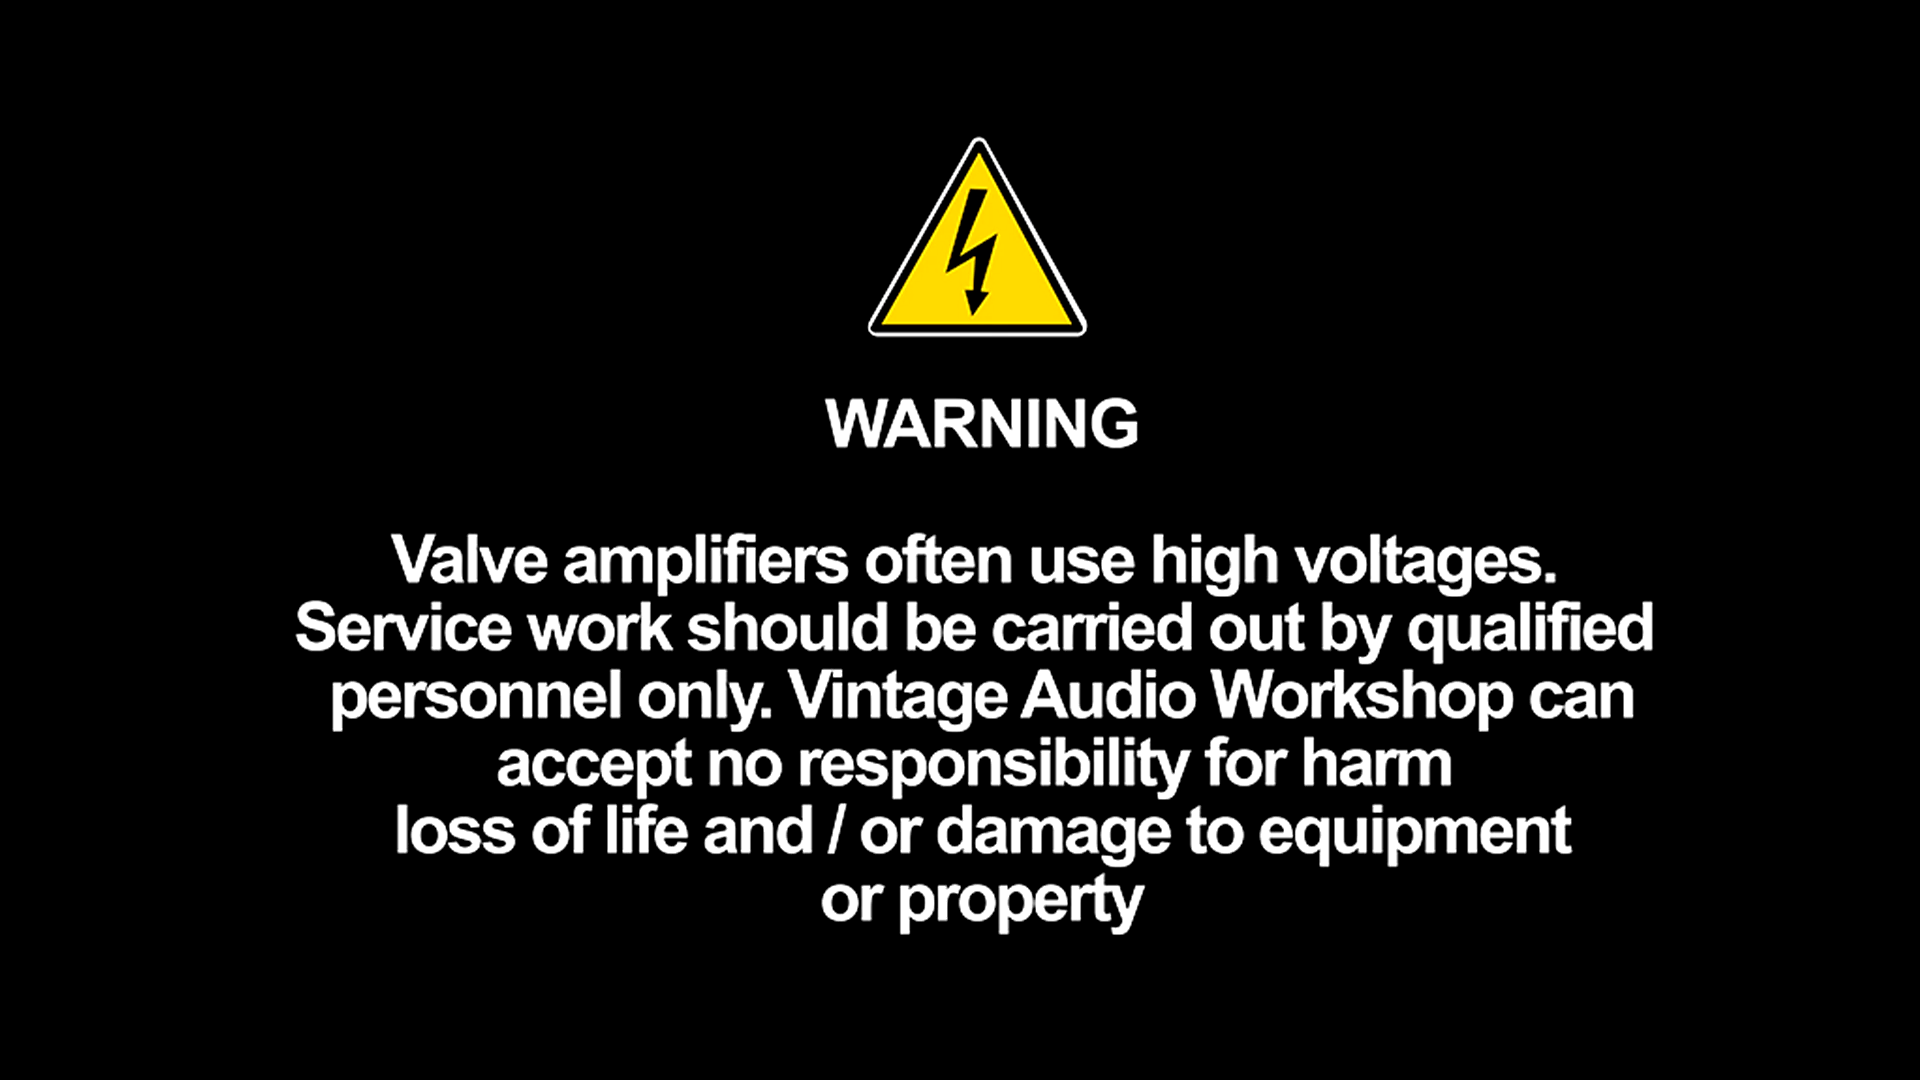 WARNING
Valve amplifiers often use high voltages.
Service work should be carried out by qualified
personnel only. Vintage Audio Workshop can
accept no responsibility for harm
loss of life and / or damage to equipment
or property